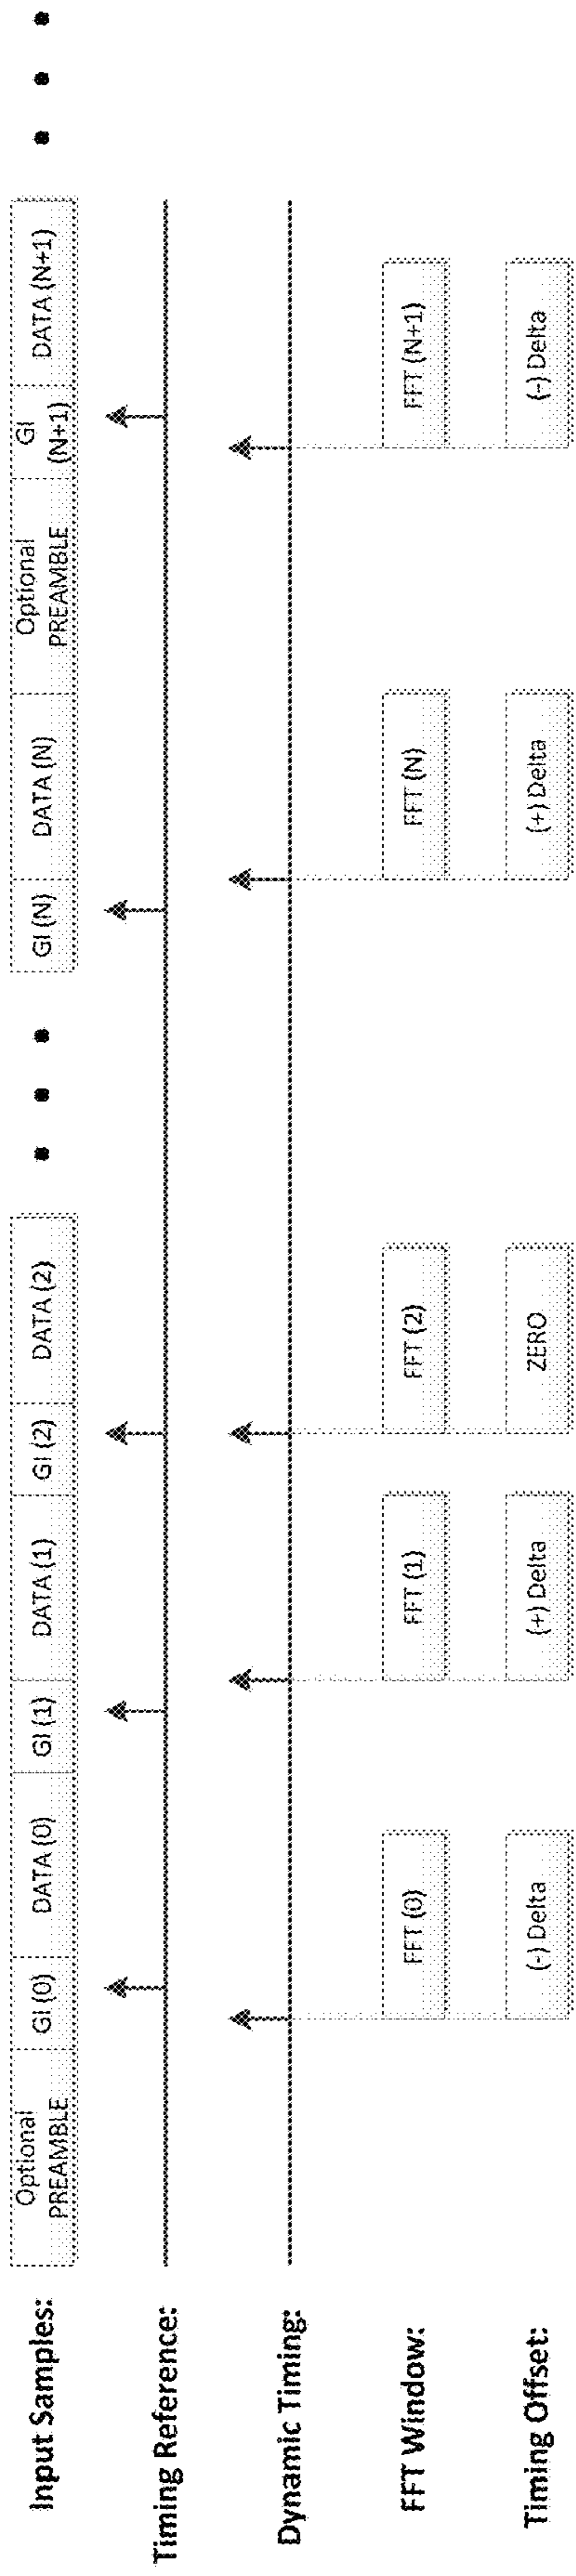 Input Samples:
Optional
PREAMBLE
GI (0)
DATA (0)
GI (1)
DATA (1)
GI (2)
DATA (2)
GI (N)
DATA (N)
Optional
PREAMBLE
GI
(N+1)
DATA (N+1)
Timing Reference:
Dynamic Timing:
FFT Window:
FFT (0)
FFT (1)
FFT (2)
FFT (N)
FFT (N+1)
Timing Offset:
(-) Delta
(+) Delta
ZERO
(+) Delta
(-) Delta